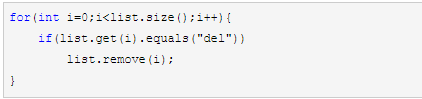 for(int i=0;i<list.size();i++){
    if(list.get(i).equals("del"))
        list.remove(i);
}